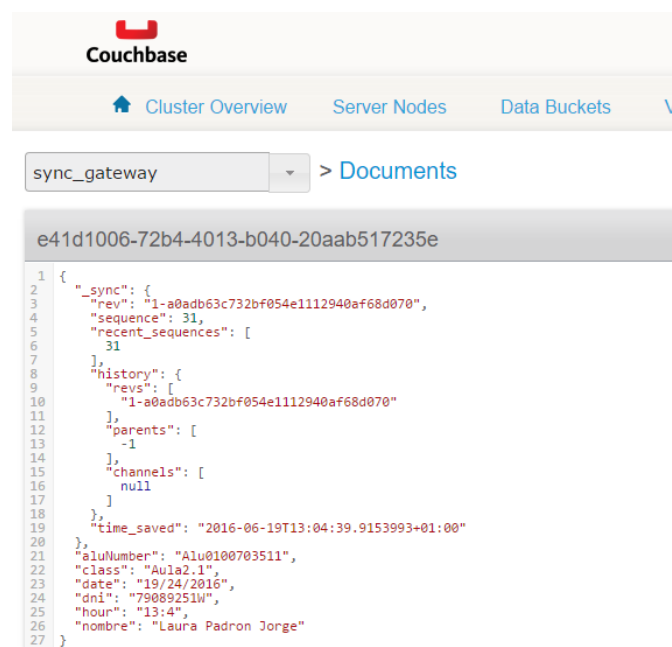 Couchbase
Cluster Overview Server Nodes Data Buckets V
sync_gateway > Documents
e41d1006-72b4-4013-b040-20aab517235e
1 {
2 "_sync": {
3 "rev": "1-a0adb63c732bf054e1112940af68d070",
4 "sequence": 31,
5 "recent_sequences": [
6 31
7 ],
8 "history": {
9 "revs": [
10 "1-a0adb63c732bf054e1112940af68d070"
11 ],
12 "parents": [
13 -1
14 ],
15 "channels": [
16 null
17 ]
18 },
19 "time_saved": "2016-06-19T13:04:39.9153993+01:00"
20 },
21 "aluNumber": "Alu0100703511",
22 "class": "Aula2.1",
23 "date": "19/24/2016",
24 "dni": "79089251W",
25 "hour": "13:4",
26 "nombre": "Laura Padron Jorge"
27 }